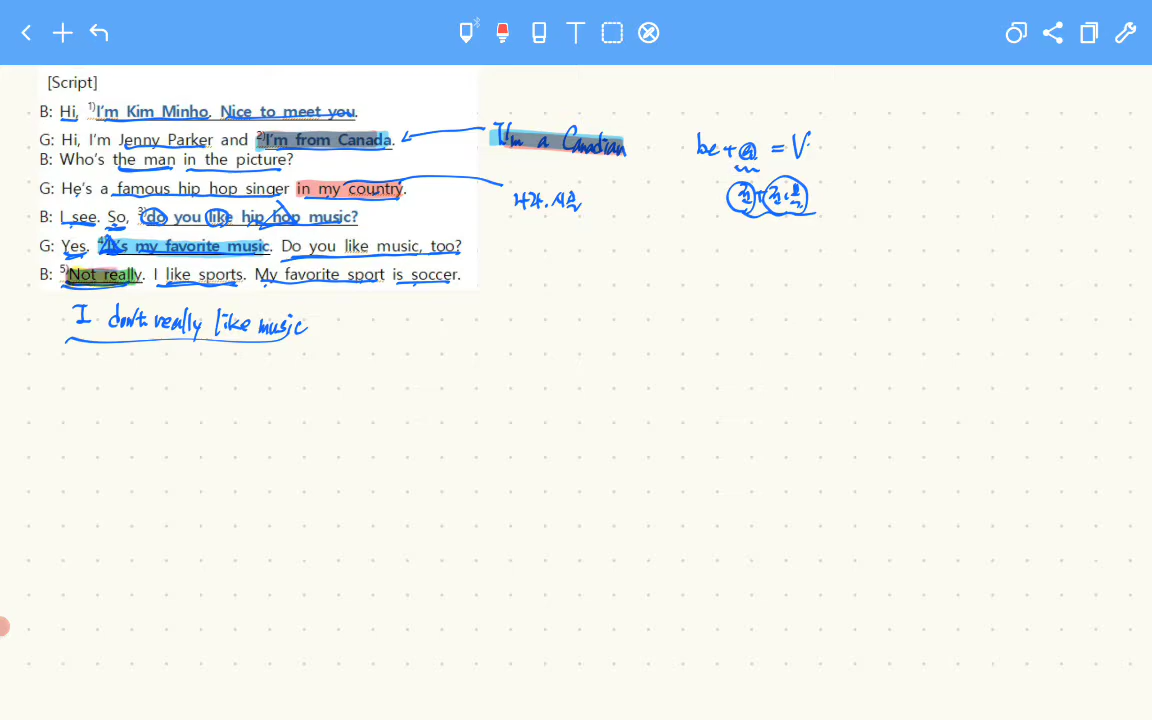 [Script]
B: Hi, 1)I'm Kim Minho. Nice to meet you.
G: Hi, I'm Jenny Parker and 2)I'm from Canada.
I'm a Canadian
be + @ = V
B: Who's the man in the picture?
G: He's a famous hip hop singer in my country.
B: I see. So, 3)do you like hip hop music?
G: Yes. 4)It's my favorite music. Do you like music, too?
B: 5)Not really. I like sports. My favorite sport is soccer.
I don't really like music